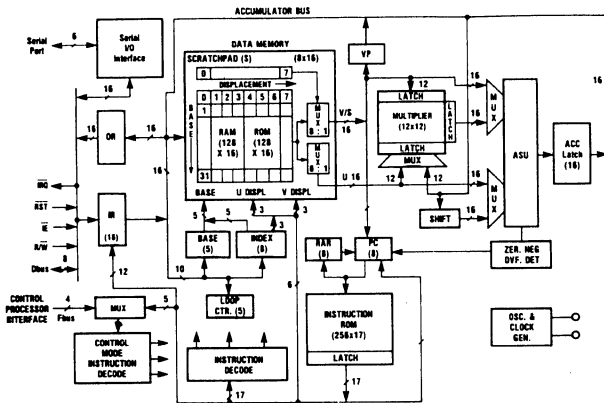 ACCUMULATOR BUS
Serial Port
6
Serial I/O Interface
16
DATA MEMORY
SCRATCHPAD (S) (8x16)
0 7
DISPLACEMENT
0 1 2 3 4 5 6 7
1
BASE
31
RAM (128 X 16)
ROM (128 X 16)
MUX 8:1
MUX 8:1
V/S
16
U 16
VP
12
LATCH
MULTIPLIER (12x12)
LATCH
LATCH
MUX
12
12
SHIFT
16
16
16
16
16
MUX
MUX
ASU
ACC Latch (16)
16
ZER. NEG OVF. DET
16
OR
16
16
IRQ
RST
IE
R/W
Dbus
8
IR (16)
12
BASE U DISPL V DISPL
5
5
3
3
BASE (5)
INDEX (8)
10
LOOP CTR. (5)
6
RAR (8)
PC (8)
INSTRUCTION ROM (256x17)
LATCH
17
CONTROL PROCESSOR INTERFACE
4
Fbus
MUX
5
CONTROL MODE INSTRUCTION DECODE
INSTRUCTION DECODE
17
OSC. & CLOCK GEN.